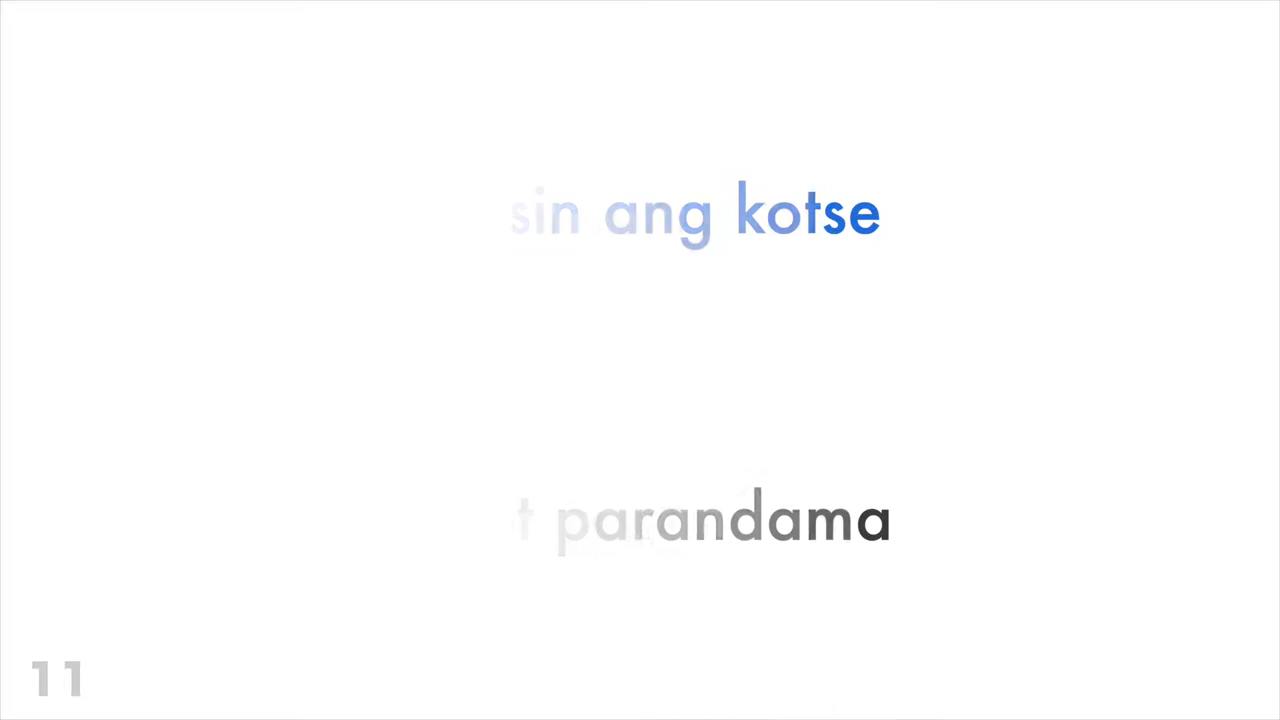 sin ang kotse
t parandama
11